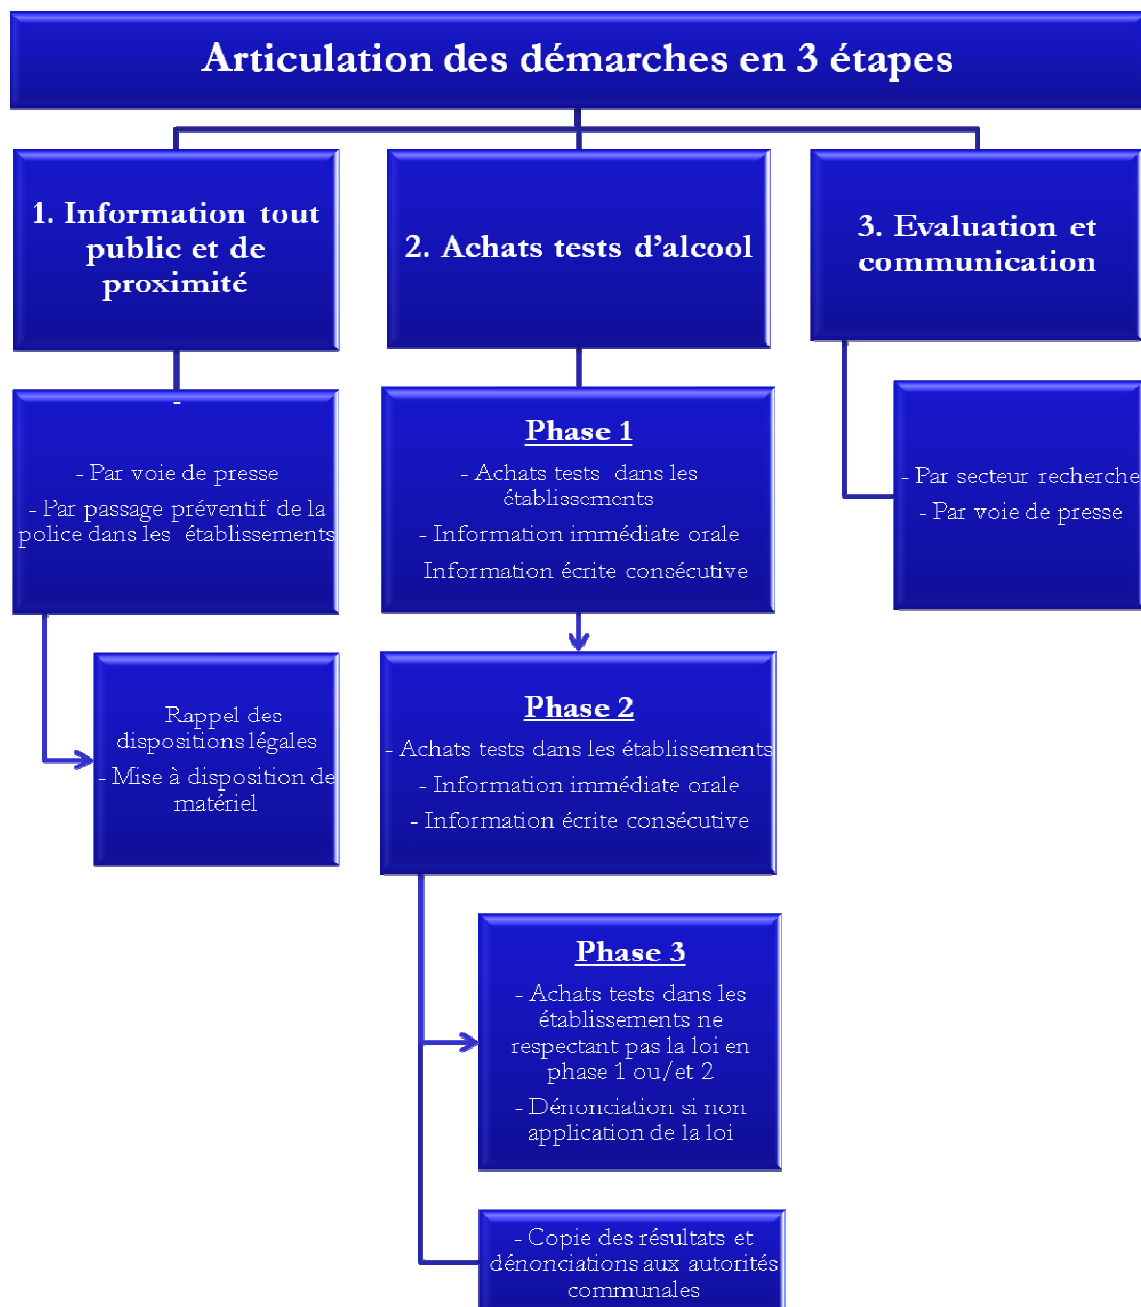 Articulation des démarches en 3 étapes
1. Information tout
public et de
proximité
-
- Par voie de presse
- Par passage préventif de la
police dans les établissements
Rappel des
dispositions légales
- Mise à disposition de
matériel
2. Achats tests d'alcool
Phase 1
- Achats tests dans les
établissements
- Information immédiate orale
Information écrite consécutive
Phase 2
- Achats tests dans les établissements
- Information immédiate orale
- Information écrite consécutive
Phase 3
- Achats tests dans les
établissements ne
respectant pas la loi en
phase 1 ou/et 2
- Dénonciation si non
application de la loi
- Copie des résultats et
dénonciations aux autorités
communales
3. Evaluation et
communication
- Par secteur recherche
- Par voie de presse